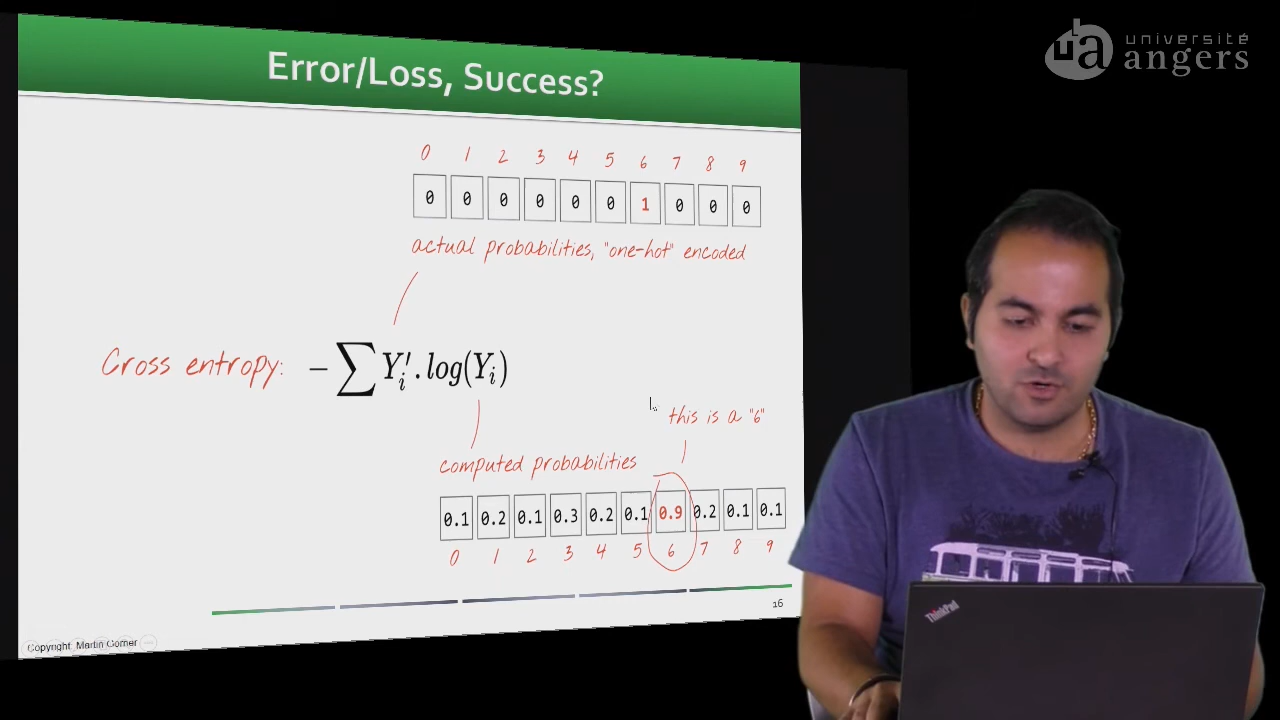 Error/Loss, Success?
université
angers
0 1 2 3 4 5 6 7 8 9
0 0 0 0 0 0 1 0 0 0
actual probabilities, "one-hot" encoded
Cross entropy: − ∑ Y′ᵢ . log(Yᵢ)
this is a "6"
computed probabilities
0.1 0.2 0.1 0.3 0.2 0.1 0.9 0.2 0.1 0.1
0 1 2 3 4 5 6 7 8 9
16
Copyright: Martin Gorner
ThinkPad